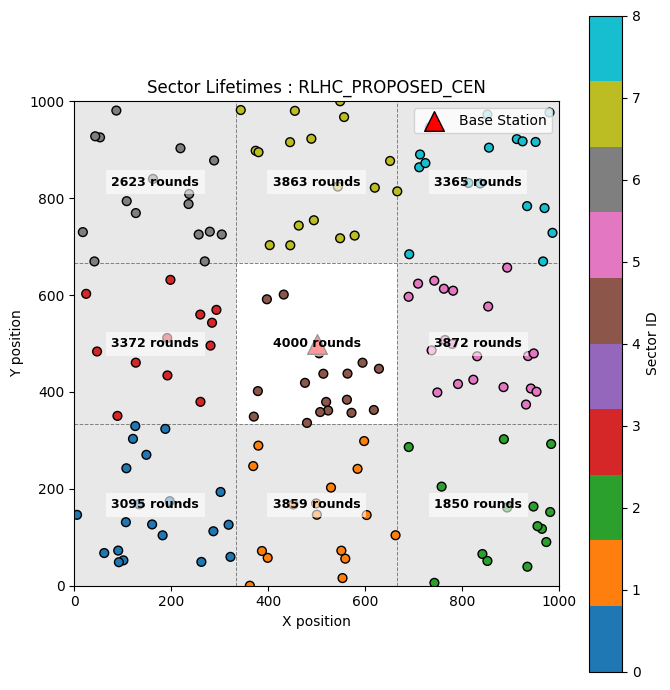 Sector Lifetimes : RLHC_PROPOSED_CEN
Base Station
2623 rounds
3863 rounds
3365 rounds
3372 rounds
4000 rounds
3872 rounds
3095 rounds
3859 rounds
1850 rounds
1000
800
600
400
200
0
Y position
0
200
400
600
800
1000
X position
8
7
6
5
4
3
2
1
0
Sector ID